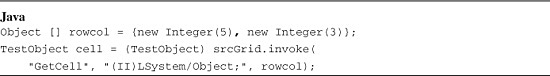 Java
Object [] rowcol = {new Integer(5), new Integer(3)};
TestObject cell = (TestObject) srcGrid.invoke(
    "GetCell", "(II)LSystem/Object;", rowcol);